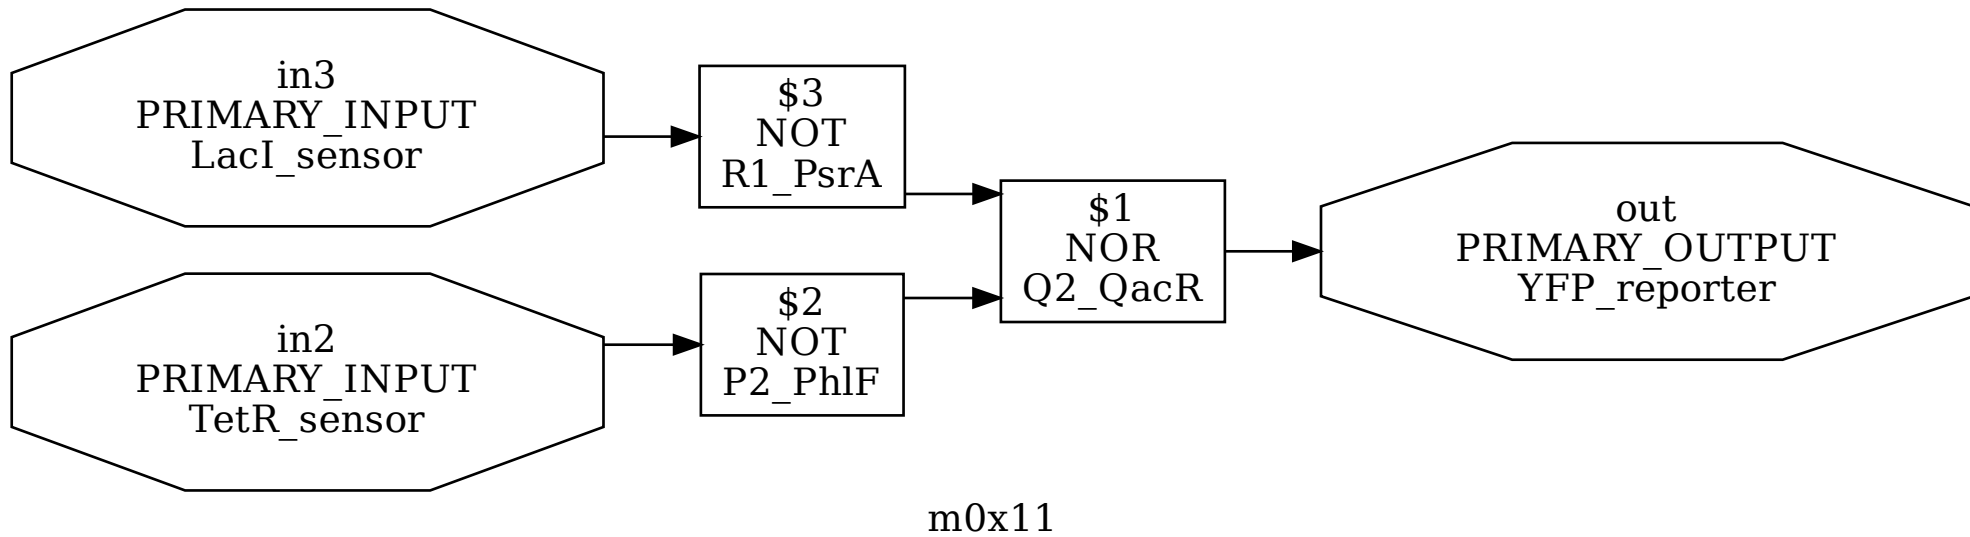 in3
PRIMARY_INPUT
LacI_sensor
$3
NOT
R1_PsrA
in2
PRIMARY_INPUT
TetR_sensor
$2
NOT
P2_PhlF
$1
NOR
Q2_QacR
out
PRIMARY_OUTPUT
YFP_reporter
m0x11